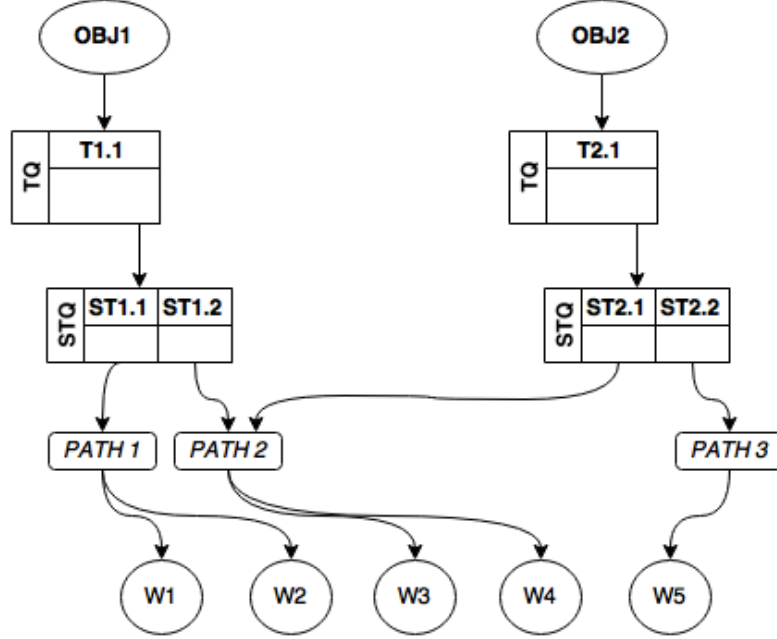 OBJ1 OBJ2
TQ T1.1 TQ T2.1
STQ ST1.1 ST1.2 STQ ST2.1 ST2.2
PATH 1 PATH 2 PATH 3
W1 W2 W3 W4 W5